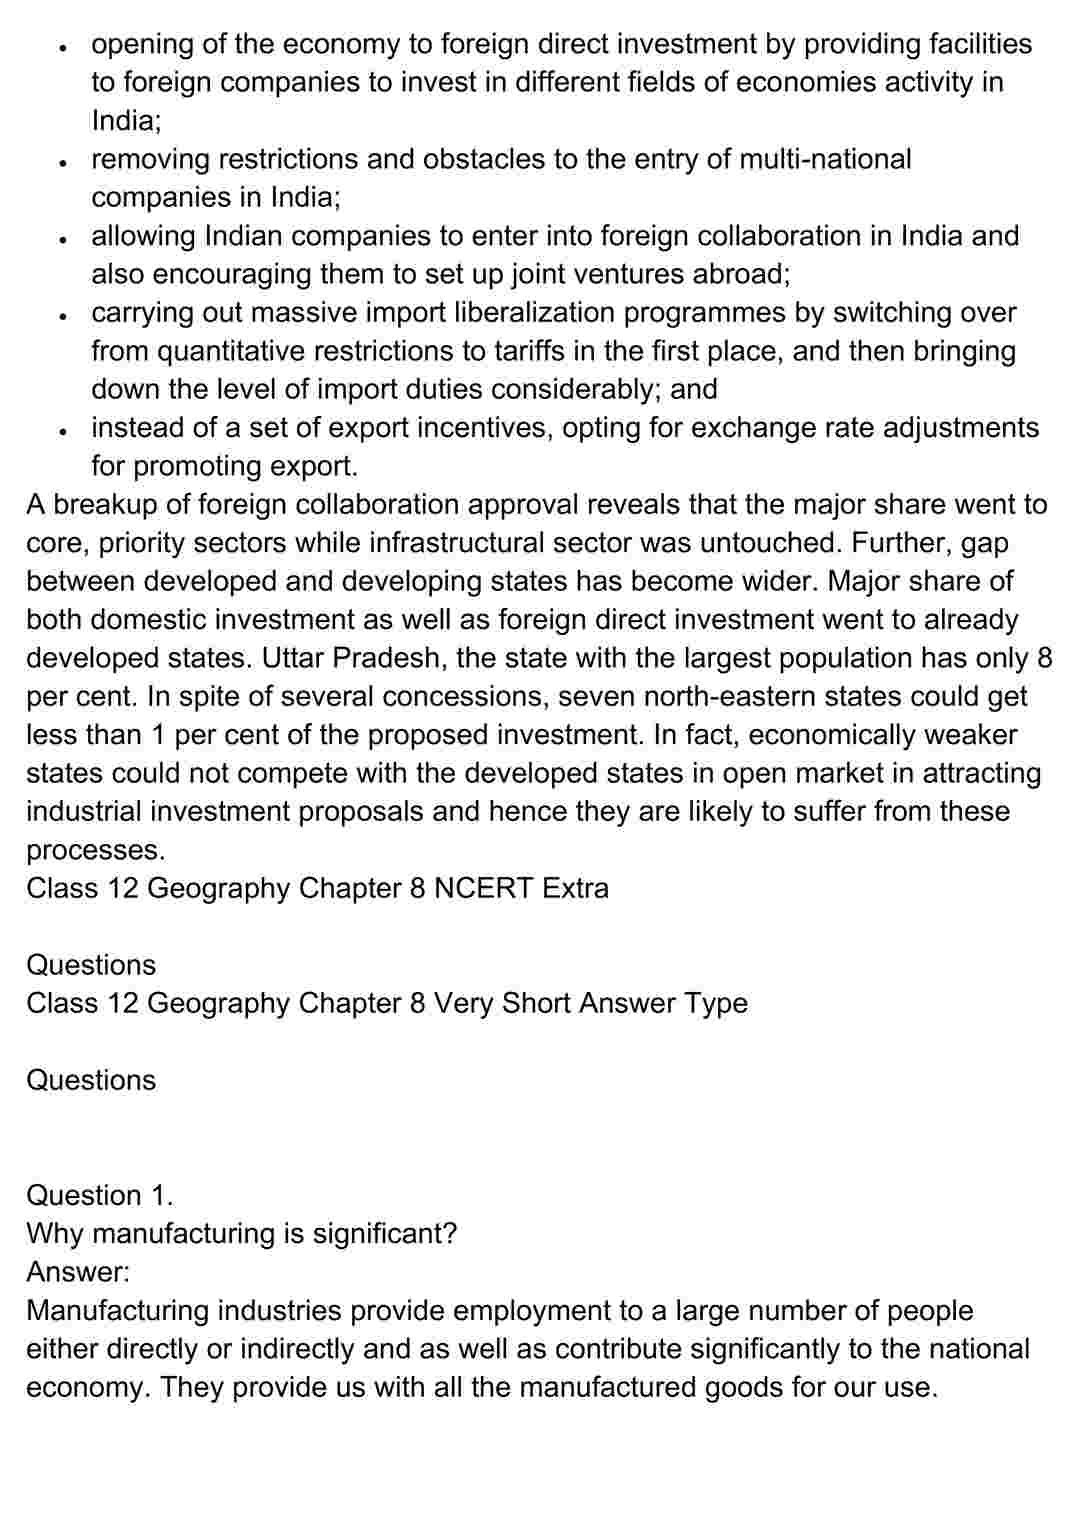 • opening of the economy to foreign direct investment by providing facilities
to foreign companies to invest in different fields of economies activity in
India;
• removing restrictions and obstacles to the entry of multi-national
companies in India;
• allowing Indian companies to enter into foreign collaboration in India and
also encouraging them to set up joint ventures abroad;
• carrying out massive import liberalization programmes by switching over
from quantitative restrictions to tariffs in the first place, and then bringing
down the level of import duties considerably; and
• instead of a set of export incentives, opting for exchange rate adjustments
for promoting export.
A breakup of foreign collaboration approval reveals that the major share went to
core, priority sectors while infrastructural sector was untouched. Further, gap
between developed and developing states has become wider. Major share of
both domestic investment as well as foreign direct investment went to already
developed states. Uttar Pradesh, the state with the largest population has only 8
per cent. In spite of several concessions, seven north-eastern states could get
less than 1 per cent of the proposed investment. In fact, economically weaker
states could not compete with the developed states in open market in attracting
industrial investment proposals and hence they are likely to suffer from these
processes.
Class 12 Geography Chapter 8 NCERT Extra
Questions
Class 12 Geography Chapter 8 Very Short Answer Type
Questions
Question 1.
Why manufacturing is significant?
Answer:
Manufacturing industries provide employment to a large number of people
either directly or indirectly and as well as contribute significantly to the national
economy. They provide us with all the manufactured goods for our use.